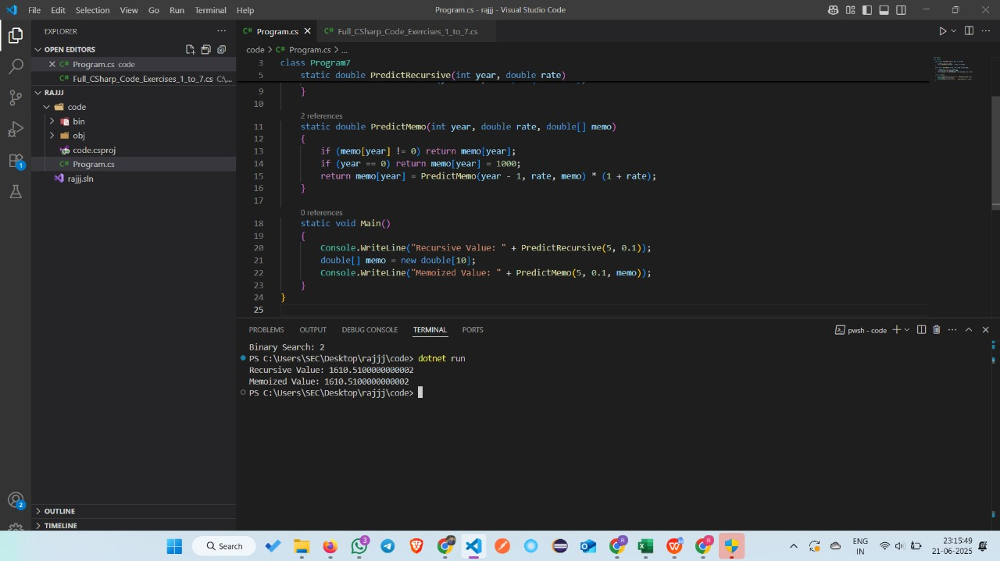 File Edit Selection View Go Run Terminal Help
Program.cs - rajjj - Visual Studio Code
EXPLORER
OPEN EDITORS
C# Program.cs code
C# Full_CSharp_Code_Exercises_1_to_7.cs C:\...
RAJJJ
code
bin
obj
code.csproj
C# Program.cs
rajjj.sln
OUTLINE
TIMELINE
C# Program.cs
C# Full_CSharp_Code_Exercises_1_to_7.cs
code > C# Program.cs > ...
3 class Program7
5 static double PredictRecursive(int year, double rate)
9 }
10
2 references
11 static double PredictMemo(int year, double rate, double[] memo)
12 {
13 if (memo[year] != 0) return memo[year];
14 if (year == 0) return memo[year] = 1000;
15 return memo[year] = PredictMemo(year - 1, rate, memo) * (1 + rate);
16 }
17
0 references
18 static void Main()
19 {
20 Console.WriteLine("Recursive Value: " + PredictRecursive(5, 0.1));
21 double[] memo = new double[10];
22 Console.WriteLine("Memoized Value: " + PredictMemo(5, 0.1, memo));
23 }
24 }
25
PROBLEMS OUTPUT DEBUG CONSOLE TERMINAL PORTS
pwsh - code
Binary Search: 2
PS C:\Users\SEC\Desktop\rajjj\code> dotnet run
Recursive Value: 1610.5100000000002
Memoized Value: 1610.5100000000002
PS C:\Users\SEC\Desktop\rajjj\code>
1
2
Search
3
ENG
IN
23:15:49
21-06-2025